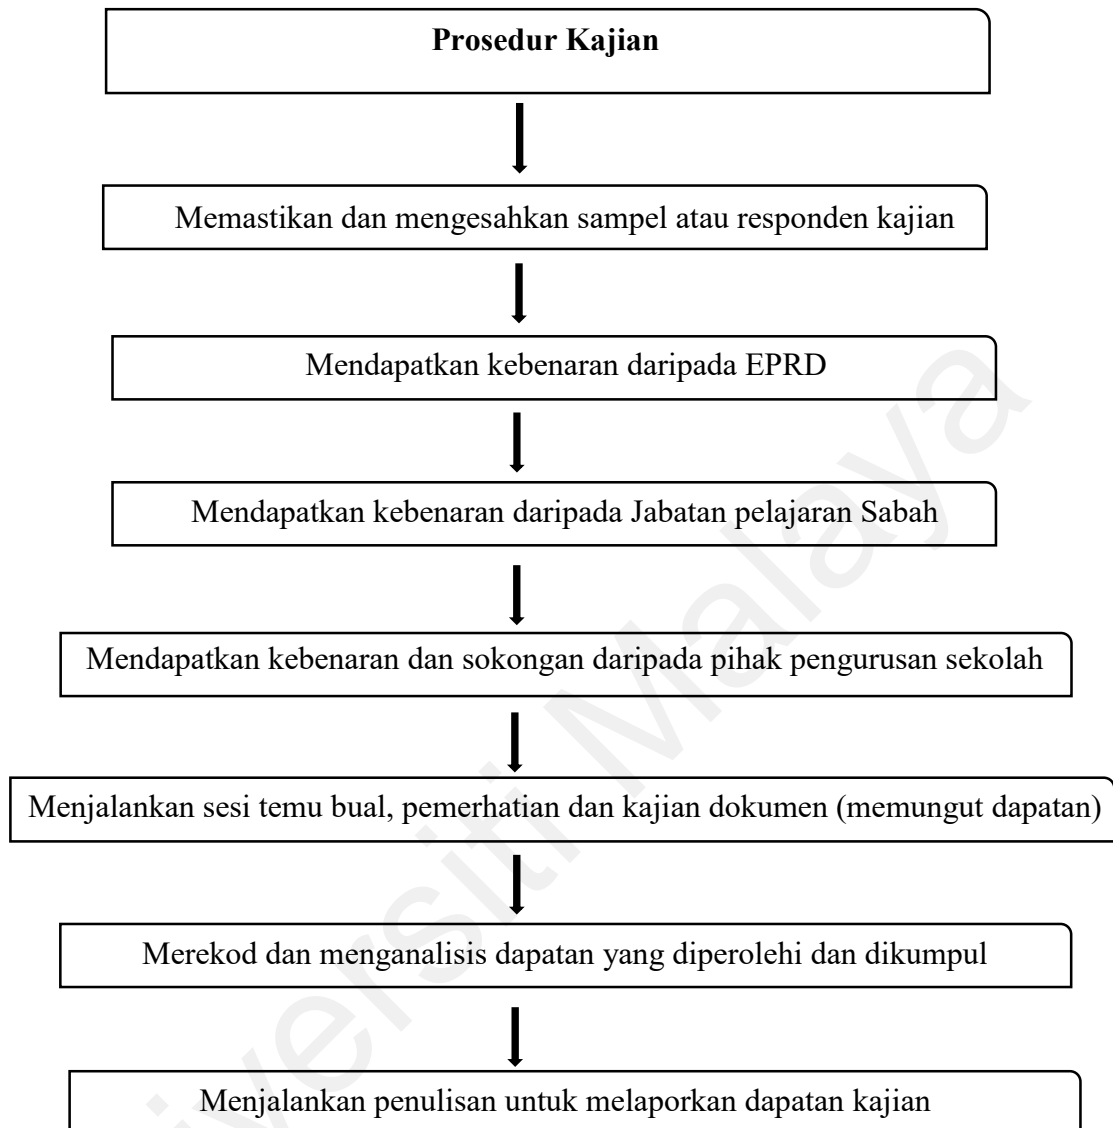 Prosedur Kajian
Memastikan dan mengesahkan sampel atau responden kajian
Mendapatkan kebenaran daripada EPRD
Mendapatkan kebenaran daripada Jabatan pelajaran Sabah
Mendapatkan kebenaran dan sokongan daripada pihak pengurusan sekolah
Menjalankan sesi temu bual, pemerhatian dan kajian dokumen (memungut dapatan)
Merekod dan menganalisis dapatan yang diperolehi dan dikumpul
Menjalankan penulisan untuk melaporkan dapatan kajian
versiti Malaya